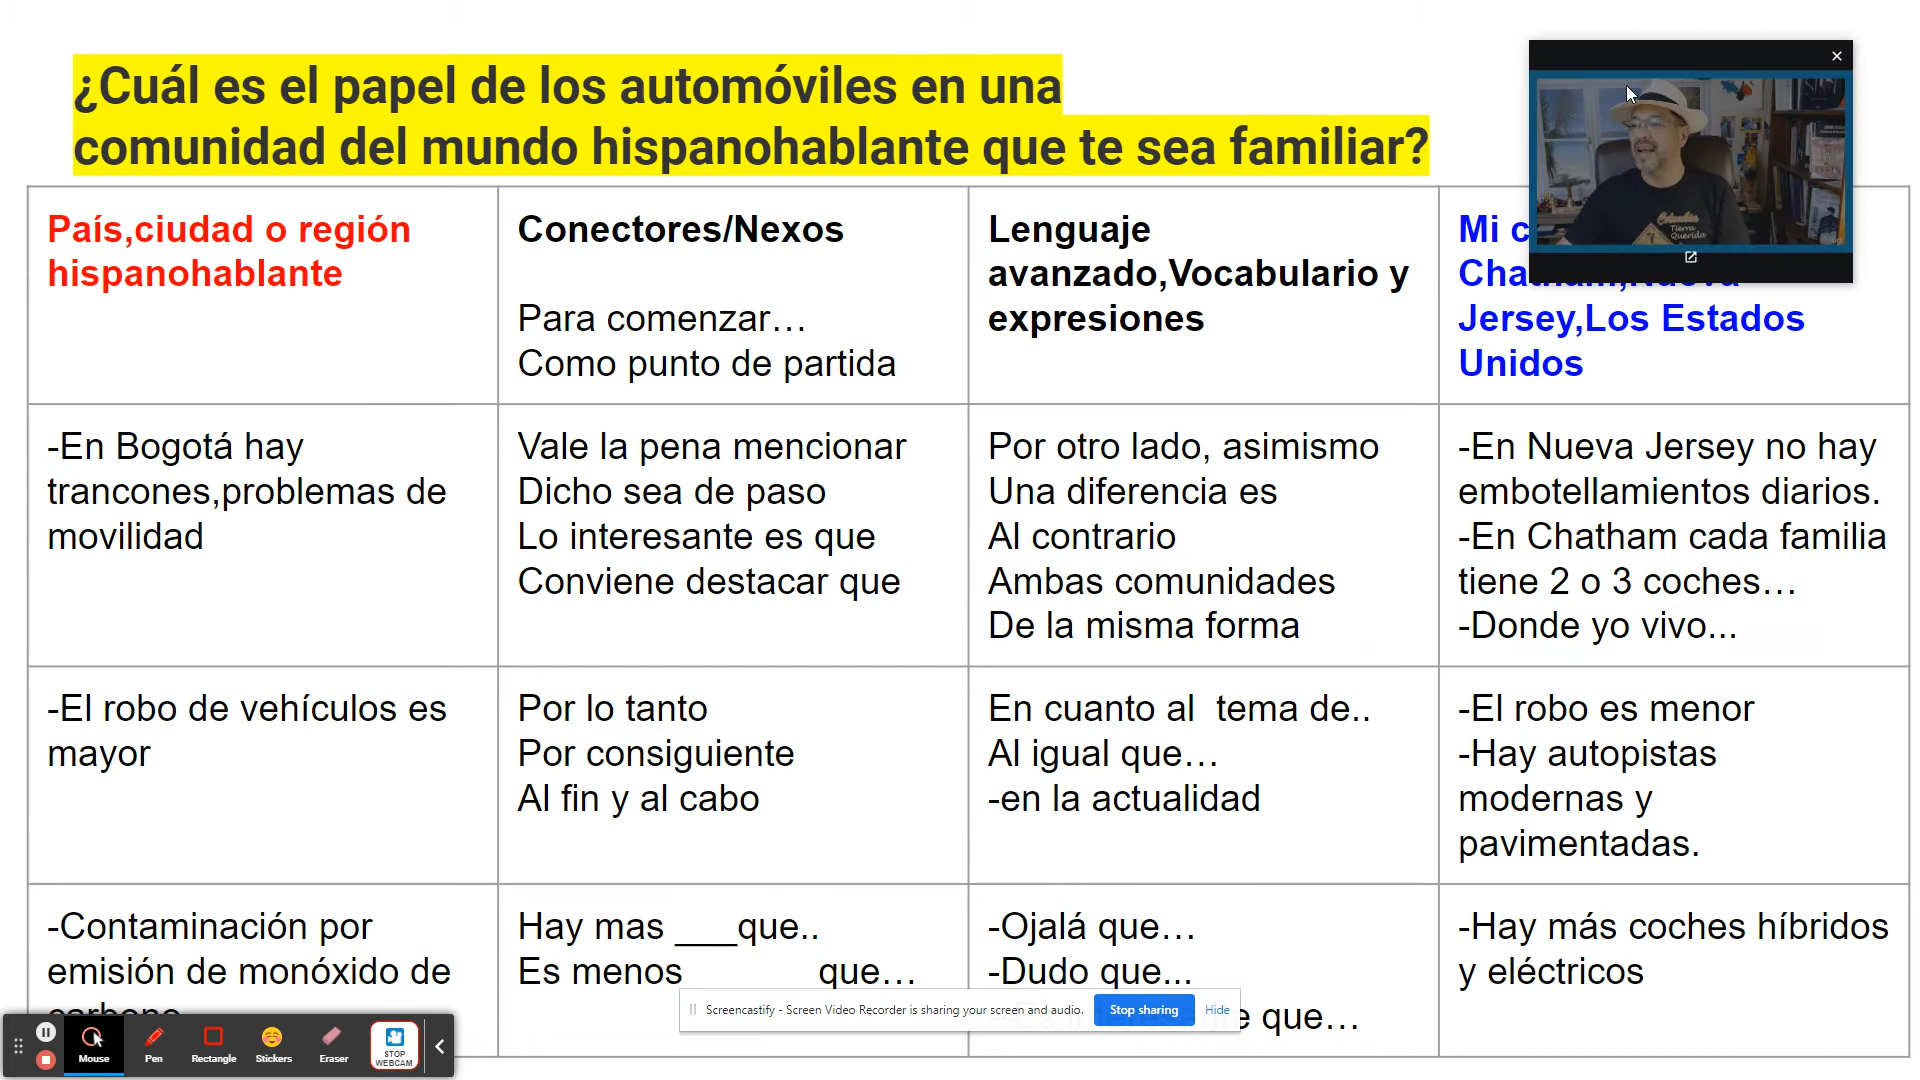 ¿Cuál es el papel de los automóviles en una
comunidad del mundo hispanohablante que te sea familiar?
País,ciudad o región
hispanohablante
Conectores/Nexos
Para comenzar…
Como punto de partida
Lenguaje
avanzado,Vocabulario y
expresiones
Mi
Jersey,Los Estados
Unidos
Colombia
Tierra
Querida
-En Bogotá hay
trancones,problemas de
movilidad
Vale la pena mencionar
Dicho sea de paso
Lo interesante es que
Conviene destacar que
Por otro lado, asimismo
Una diferencia es
Al contrario
Ambas comunidades
De la misma forma
-En Nueva Jersey no hay
embotellamientos diarios.
-En Chatham cada familia
tiene 2 o 3 coches…
-Donde yo vivo...
-El robo de vehículos es
mayor
Por lo tanto
Por consiguiente
Al fin y al cabo
En cuanto al  tema de..
Al igual que…
-en la actualidad
-El robo es menor
-Hay autopistas
modernas y
pavimentadas.
-Contaminación por
emisión de monóxido de
Hay mas ___que..
Es menos que…
-Ojalá que…
-Dudo que...
que…
-Hay más coches híbridos
y eléctricos
Screencastify - Screen Video Recorder is sharing your screen and audio.
Stop sharing
Hide
Mouse
Pen
Rectangle
Stickers
Eraser
STOP
WEBCAM